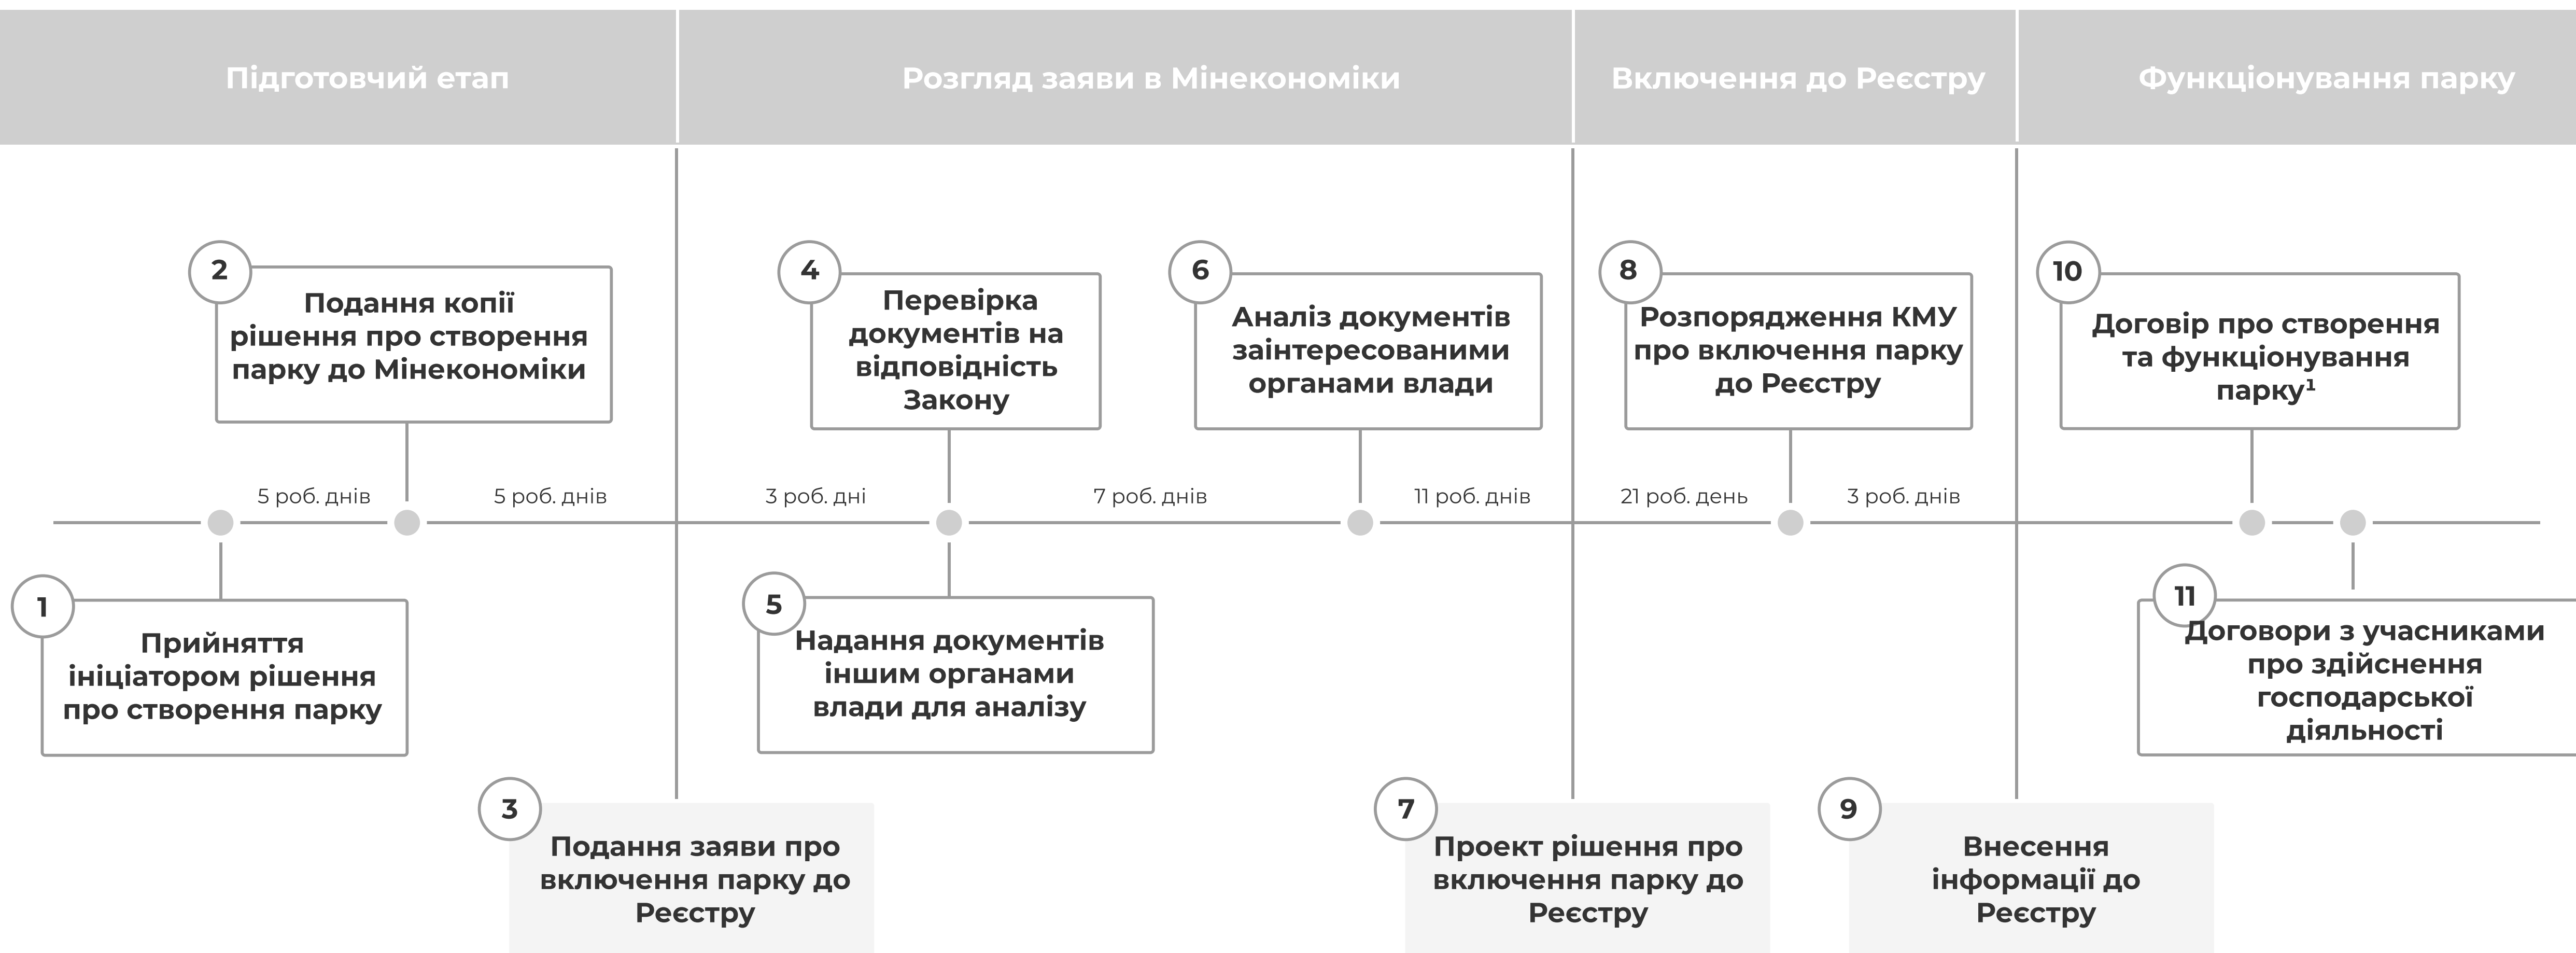 Підготовчий етап
Розгляд заяви в Мінекономіки
Включення до Реєстру
Функціонування парку
2
Подання копії
рішення про створення
парку до Мінекономіки
4
Перевірка
документів на
відповідність
Закону
6
Аналіз документів
заінтересованими
органами влади
8
Розпорядження КМУ
про включення парку
до Реєстру
10
Договір про створення
та функціонування
парку¹
5 роб. днів
5 роб. днів
3 роб. дні
7 роб. днів
11 роб. днів
21 роб. день
3 роб. днів
1
Прийняття
ініціатором рішення
про створення парку
5
Надання документів
іншим органами
влади для аналізу
11
Договори з учасниками
про здійснення
господарської
діяльності
3
Подання заяви про
включення парку до
Реєстру
7
Проект рішення про
включення парку до
Реєстру
9
Внесення
інформації до
Реєстру